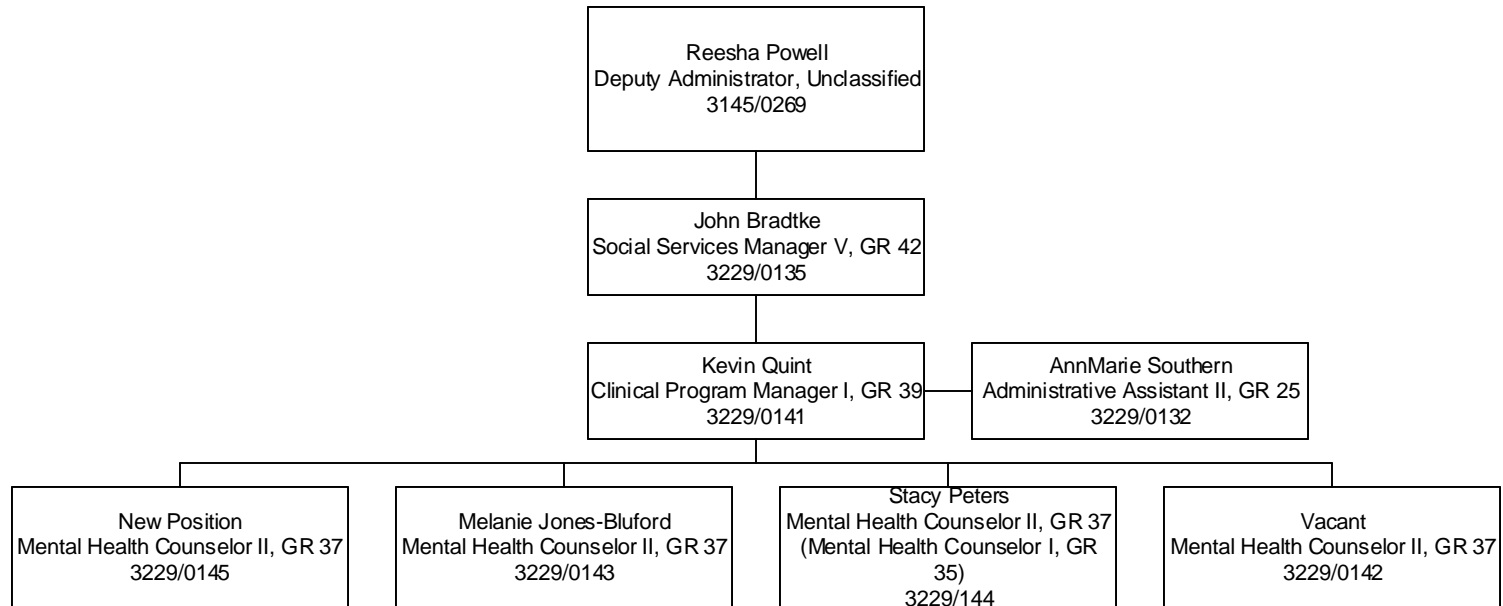 Reesha Powell
Deputy Administrator, Unclassified
3145/0269
John Bradtke
Social Services Manager V, GR 42
3229/0135
Kevin Quint
Clinical Program Manager I, GR 39
3229/0141
AnnMarie Southern
Administrative Assistant II, GR 25
3229/0132
New Position
Mental Health Counselor II, GR 37
3229/0145
Melanie Jones-Bluford
Mental Health Counselor II, GR 37
3229/0143
Stacy Peters
Mental Health Counselor II, GR 37
(Mental Health Counselor I, GR
35)
3229/144
Vacant
Mental Health Counselor II, GR 37
3229/0142